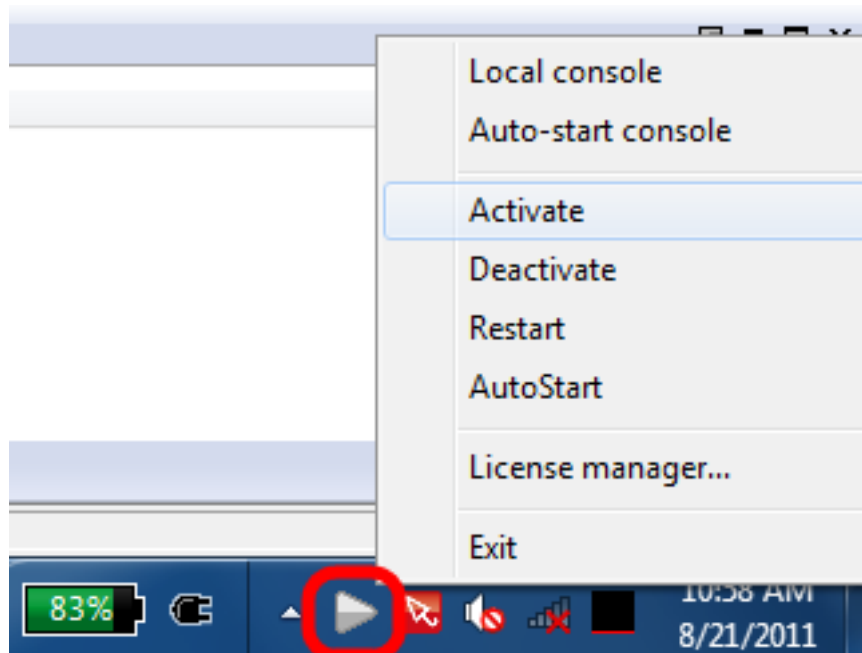 Local console
Auto-start console
Activate
Deactivate
Restart
AutoStart
License manager...
Exit
83%
10:58 AM
8/21/2011